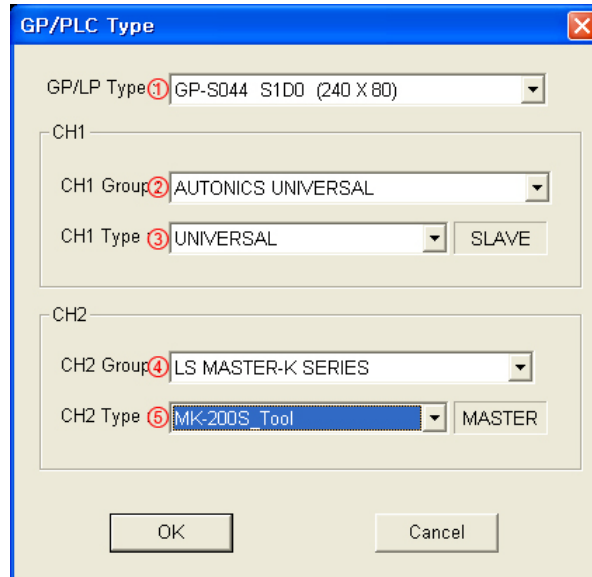 GP/PLC Type
GP/LP Type : ① GP-S044 S1D0 (240 X 80)
CH1
CH1 Group ② AUTONICS UNIVERSAL
CH1 Type : ③ UNIVERSAL SLAVE
CH2
CH2 Group ④ LS MASTER-K SERIES
CH2 Type : ⑤ MK-200S_Tool MASTER
OK Cancel